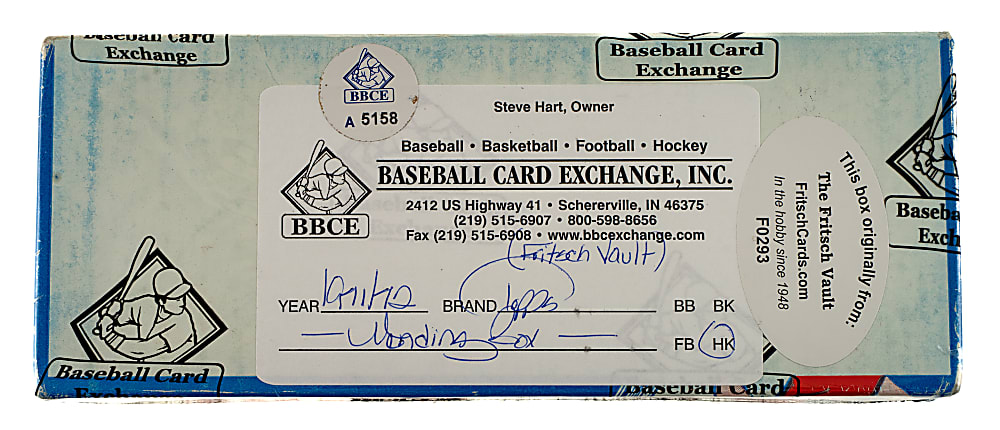 Baseball Card
Exchange
BBCE
A 5158
Baseball Card
Exchange
Steve Hart, Owner
Baseball • Basketball • Football • Hockey
BASEBALL CARD EXCHANGE, INC.
BBCE
2412 US Highway 41 • Schererville, IN 46375
(219) 515-6907 • 800-598-8656
Fax (219) 515-6908 • www.bbcexchange.com
(Fritsch Vault)
YEAR 1971/72 BRAND Topps BB BK
— Vending Box — FB HK
This box originally from:
The Fritsch Vault
FritschCards.com
In the hobby since 1948
F0293
Baseba
Exch
Baseball Card
Baseball Card